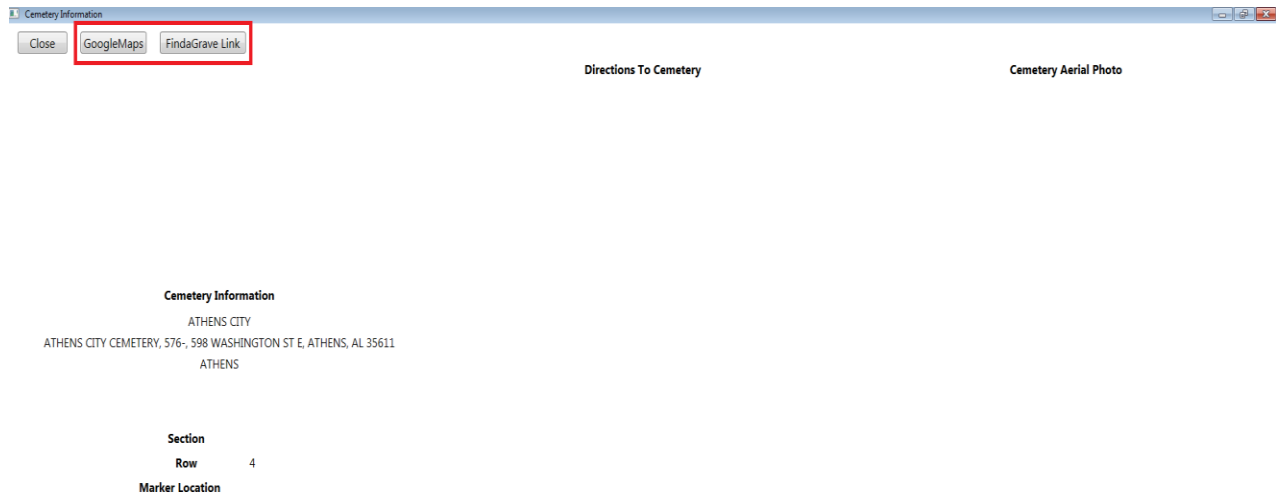 Cemetery Information
Close GoogleMaps FindaGrave Link
Directions To Cemetery Cemetery Aerial Photo
Cemetery Information
ATHENS CITY
ATHENS CITY CEMETERY, 576-, 598 WASHINGTON ST E, ATHENS, AL 35611
ATHENS
Section
Row 4
Marker Location